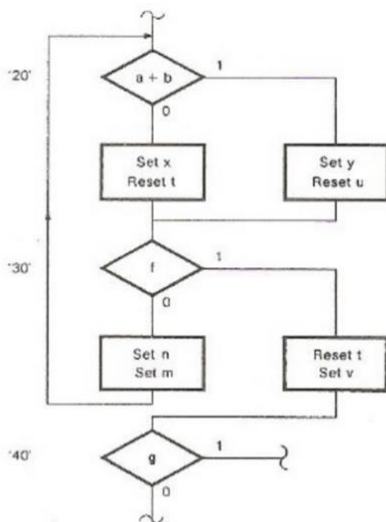 '20'
a + b
1
0
Set x
Reset t
Set y
Reset u
'30'
f
1
0
Set n
Set m
Reset t
Set v
'40'
g
1
0